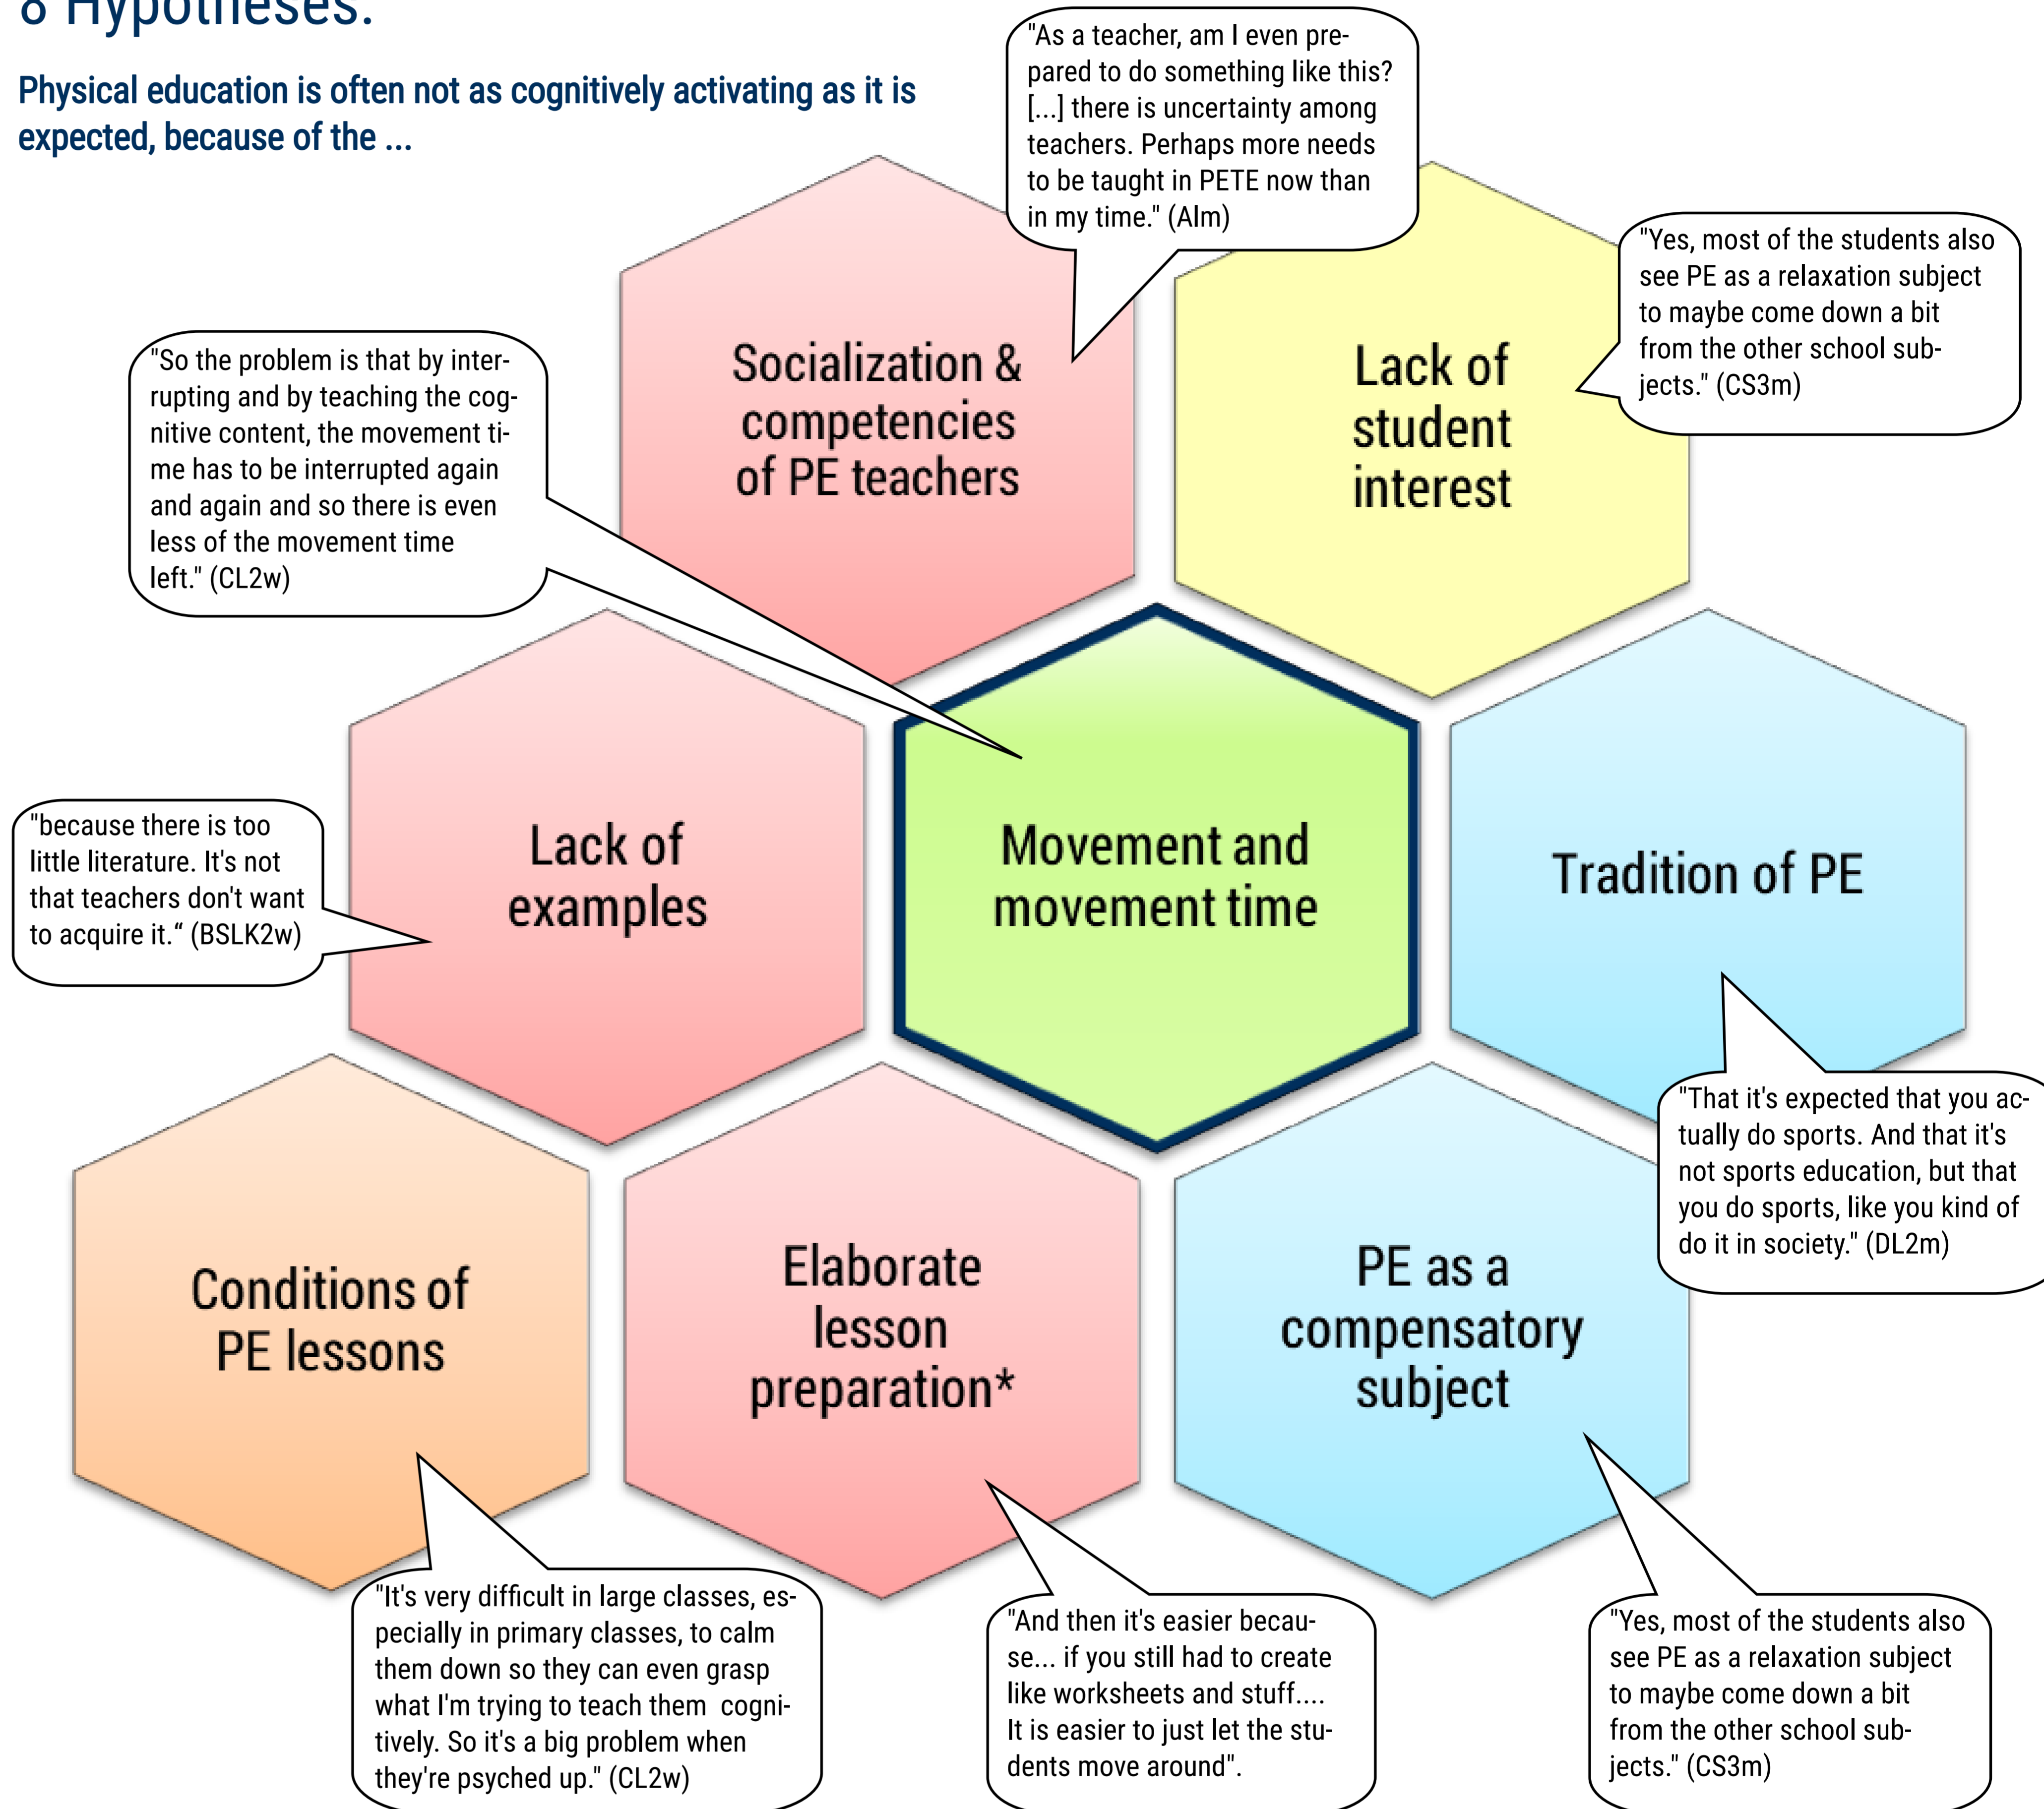 8 Hypotheses:
Physical education is often not as cognitively activating as it is
expected, because of the ...
"As a teacher, am I even pre-
pared to do something like this?
[...] there is uncertainty among
teachers. Perhaps more needs
to be taught in PETE now than
in my time." (Alm)
"Yes, most of the students also
see PE as a relaxation subject
to maybe come down a bit
from the other school sub-
jects." (CS3m)
"So the problem is that by inter-
rupting and by teaching the cog-
nitive content, the movement ti-
me has to be interrupted again
and again and so there is even
less of the movement time
left." (CL2w)
Socialization &
competencies
of PE teachers
Lack of
student
interest
"because there is too
little literature. It's not
that teachers don't want
to acquire it.“ (BSLK2w)
Lack of
examples
Movement and
movement time
Tradition of PE
"That it's expected that you ac-
tually do sports. And that it's
not sports education, but that
you do sports, like you kind of
do it in society." (DL2m)
Conditions of
PE lessons
Elaborate
lesson
preparation*
PE as a
compensatory
subject
"It's very difficult in large classes, es-
pecially in primary classes, to calm
them down so they can even grasp
what I'm trying to teach them  cogni-
tively. So it's a big problem when
they're psyched up." (CL2w)
"And then it's easier becau-
se... if you still had to create
like worksheets and stuff....
It is easier to just let the stu-
dents move around".
"Yes, most of the students also
see PE as a relaxation subject
to maybe come down a bit
from the other school sub-
jects." (CS3m)